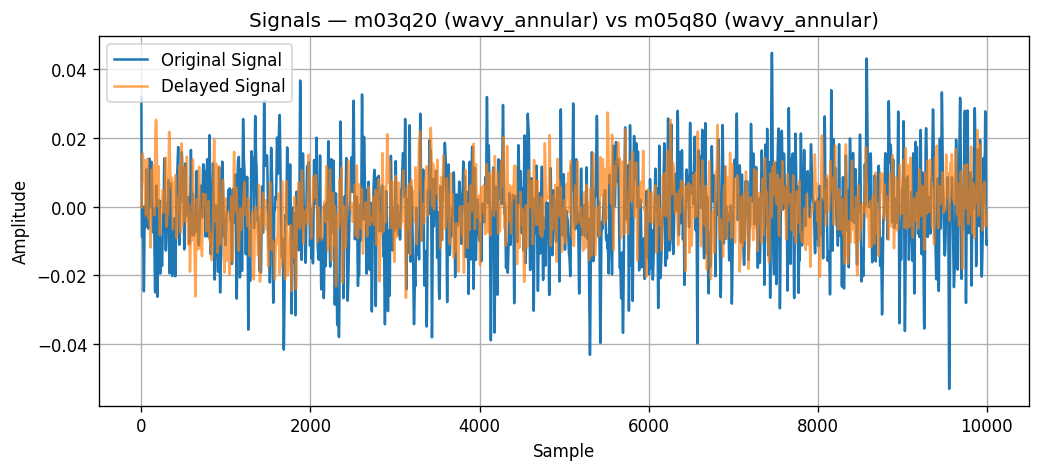 Signals — m03q20 (wavy_annular) vs m05q80 (wavy_annular)
Original Signal
Delayed Signal
Amplitude
0.04
0.02
0.00
−0.02
−0.04
0 2000 4000 6000 8000 10000
Sample